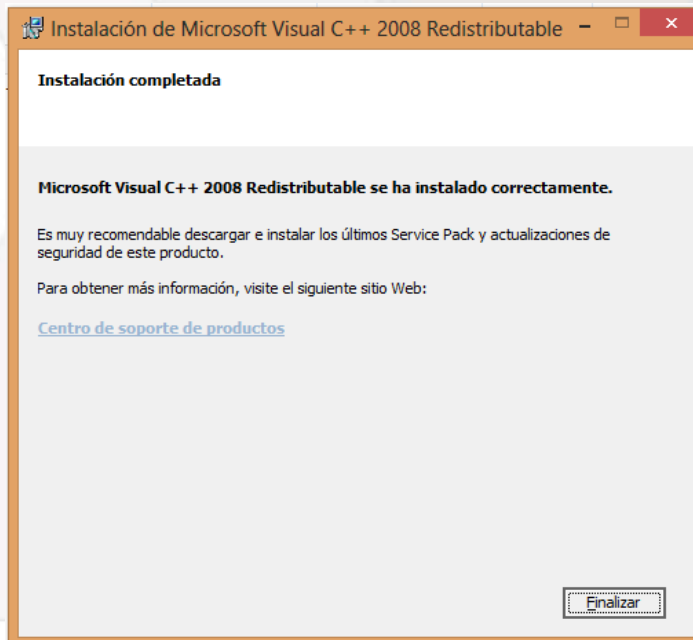 Instalación de Microsoft Visual C++ 2008 Redistributable
Instalación completada
Microsoft Visual C++ 2008 Redistributable se ha instalado correctamente.
Es muy recomendable descargar e instalar los últimos Service Pack y actualizaciones de
seguridad de este producto.
Para obtener más información, visite el siguiente sitio Web:
Centro de soporte de productos
Finalizar